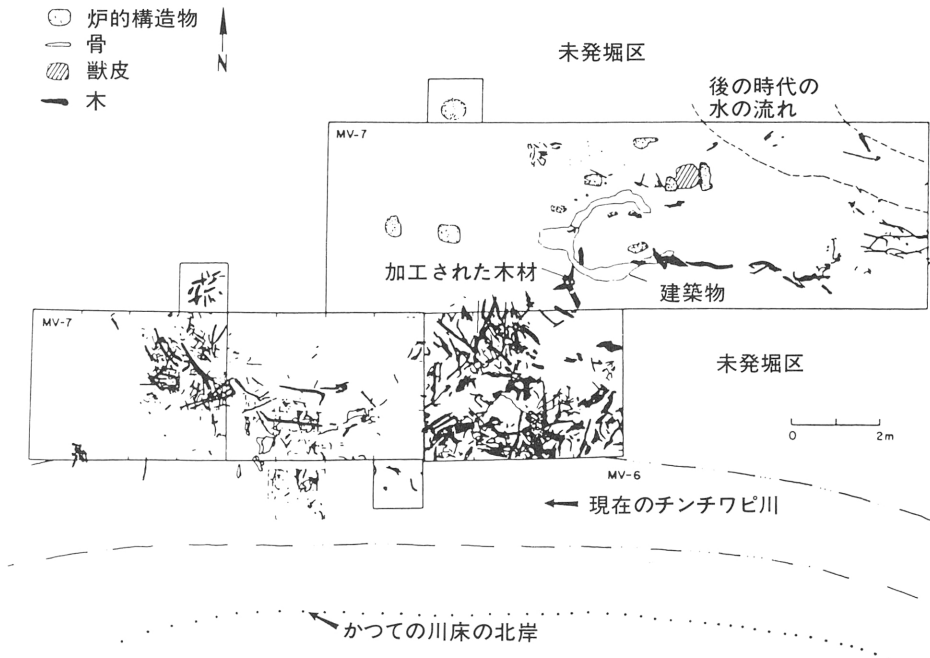 炉的構造物
骨
獣皮
木
N
未発掘区
後の時代の
水の流れ
MV-7
加工された木材
建築物
MV-7
未発掘区
0 2m
MV-6
現在のチンチワピ川
かつての川床の北岸